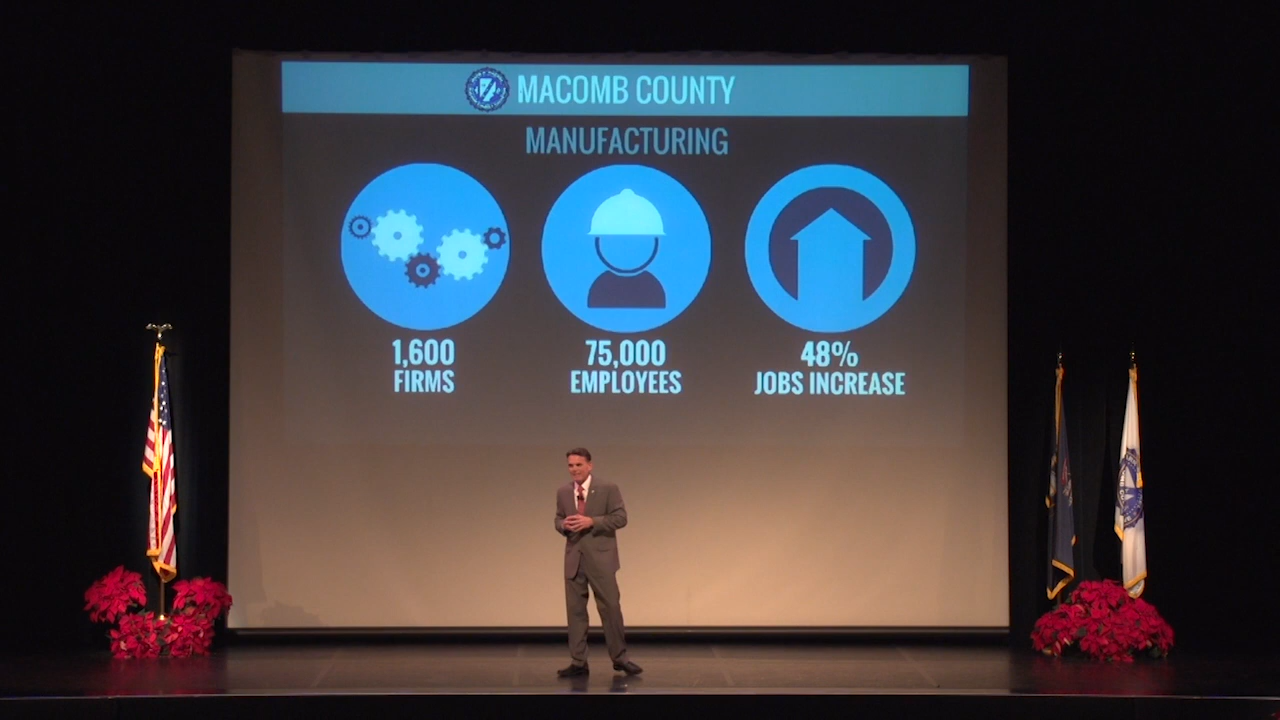 MACOMB COUNTY
MANUFACTURING
1,600
FIRMS
75,000
EMPLOYEES
48%
JOBS INCREASE